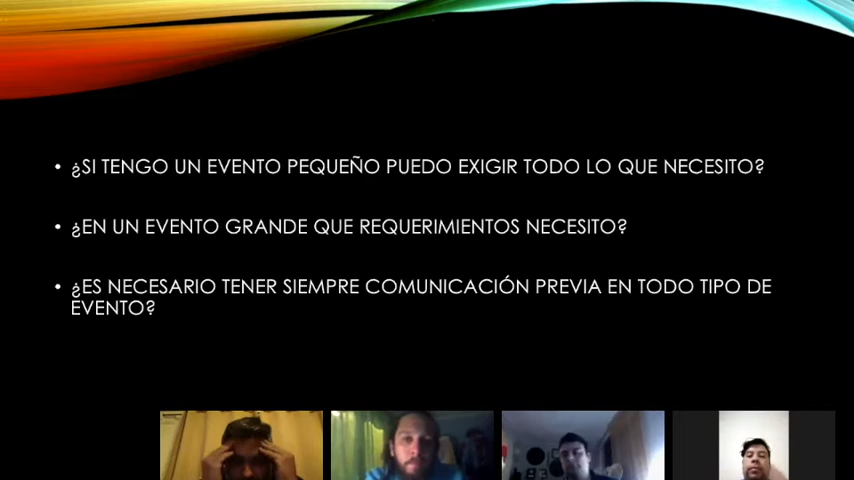 • ¿SI TENGO UN EVENTO PEQUEÑO PUEDO EXIGIR TODO LO QUE NECESITO?
• ¿EN UN EVENTO GRANDE QUE REQUERIMIENTOS NECESITO?
• ¿ES NECESARIO TENER SIEMPRE COMUNICACIÓN PREVIA EN TODO TIPO DE
EVENTO?